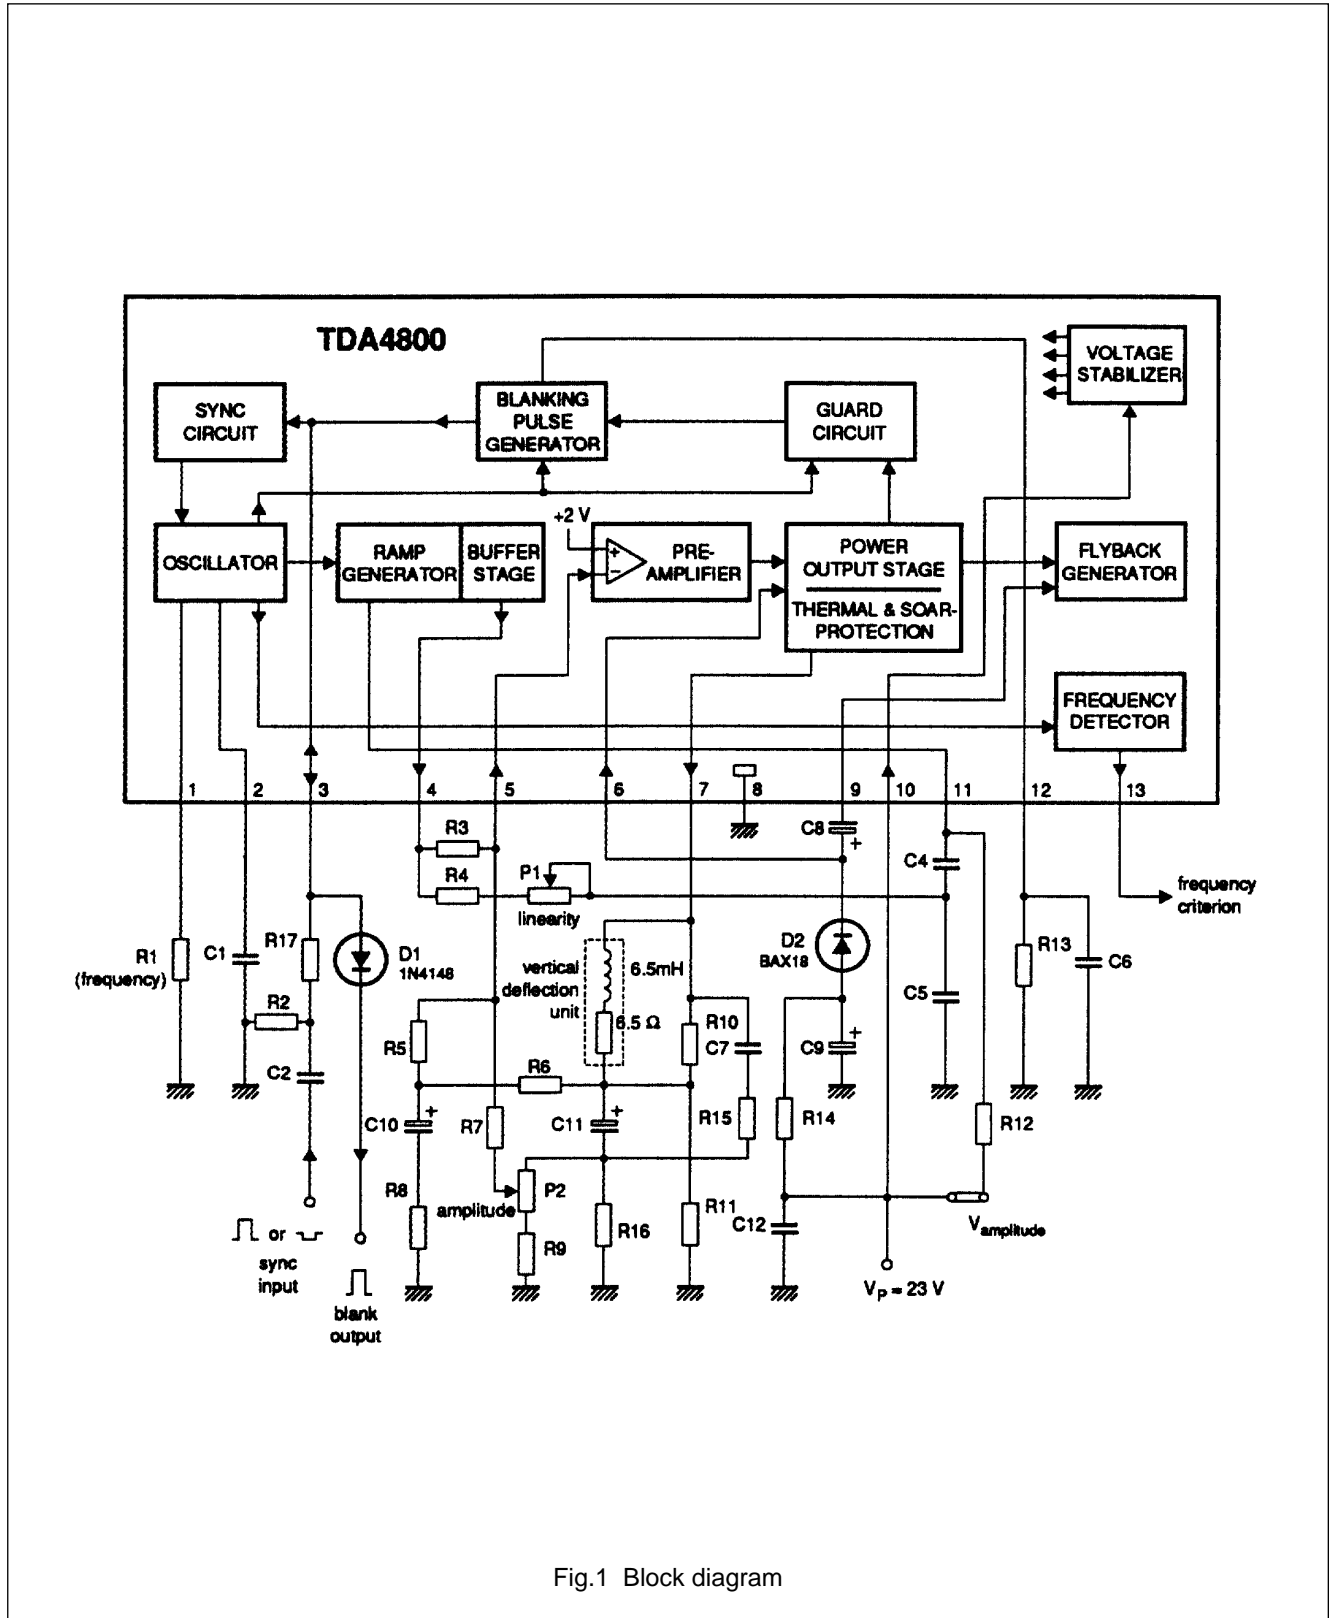 TDA4800
VOLTAGE
STABILIZER
SYNC
CIRCUIT
BLANKING
PULSE
GENERATOR
GUARD
CIRCUIT
+2 V
OSCILLATOR
RAMP
GENERATOR
BUFFER
STAGE
+
−
PRE-
AMPLIFIER
POWER
OUTPUT STAGE
THERMAL & SOAR-
PROTECTION
FLYBACK
GENERATOR
FREQUENCY
DETECTOR
1 2 3 4 5 6 7 8 9 10 11 12 13
R3
C8
+
R4
P1
linearity
C4
frequency
criterion
R1
(frequency)
C1
R17
D1
1N4148
vertical
deflection
unit
6.5mH
6.5 Ω
D2
BAX18
R13
C6
C5
R2
R5
R10
C7
C9
+
C2
R6
C10
+
R7
C11
+
R15
R14
R12
R8
amplitude
P2
R9
R16
R11
C12
Vamplitude
or
sync
input
blank
output
VP = 23 V
Fig.1 Block diagram